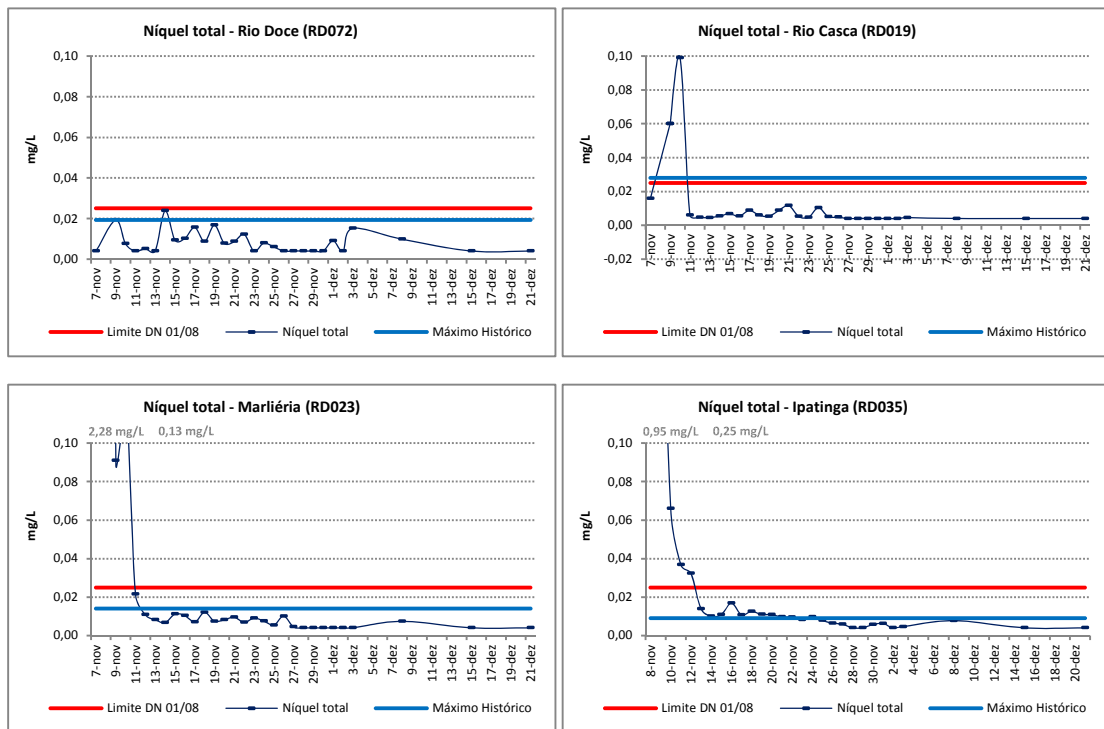 Níquel total - Rio Doce (RD072)
0,10
0,08
0,06
0,04
0,02
0,00
mg/L
7-nov 9-nov 11-nov 13-nov 15-nov 17-nov 19-nov 21-nov 23-nov 25-nov 27-nov 29-nov 1-dez 3-dez 5-dez 7-dez 9-dez 11-dez 13-dez 15-dez 17-dez 19-dez 21-dez
Limite DN 01/08 Níquel total Máximo Histórico
Níquel total - Rio Casca (RD019)
0,10
0,08
0,06
0,04
0,02
0,00
-0,02
mg/L
7-nov 9-nov 11-nov 13-nov 15-nov 17-nov 19-nov 21-nov 23-nov 25-nov 27-nov 29-nov 1-dez 3-dez 5-dez 7-dez 9-dez 11-dez 13-dez 15-dez 17-dez 19-dez 21-dez
Limite DN 01/08 Níquel total Máximo Histórico
Níquel total - Marliéria (RD023)
2,28 mg/L 0,13 mg/L
0,10
0,08
0,06
0,04
0,02
0,00
mg/L
7-nov 9-nov 11-nov 13-nov 15-nov 17-nov 19-nov 21-nov 23-nov 25-nov 27-nov 29-nov 1-dez 3-dez 5-dez 7-dez 9-dez 11-dez 13-dez 15-dez 17-dez 19-dez 21-dez
Limite DN 01/08 Níquel total Máximo Histórico
Níquel total - Ipatinga (RD035)
0,95 mg/L 0,25 mg/L
0,10
0,08
0,06
0,04
0,02
0,00
mg/L
8-nov 10-nov 12-nov 14-nov 16-nov 18-nov 20-nov 22-nov 24-nov 26-nov 28-nov 30-nov 2-dez 4-dez 6-dez 8-dez 10-dez 12-dez 14-dez 16-dez 18-dez 20-dez
Limite DN 01/08 Níquel total Máximo Histórico